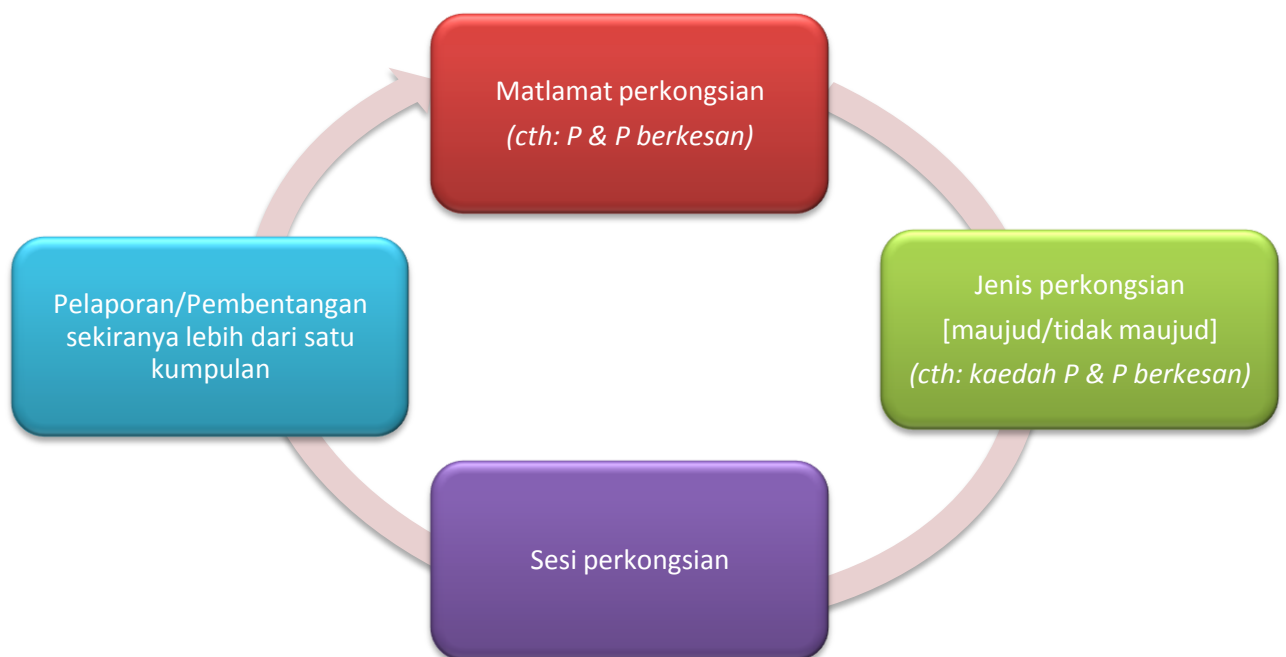 Matlamat perkongsian
(cth: P & P berkesan)
Jenis perkongsian
[maujud/tidak maujud]
(cth: kaedah P & P berkesan)
Sesi perkongsian
Pelaporan/Pembentangan
sekiranya lebih dari satu
kumpulan